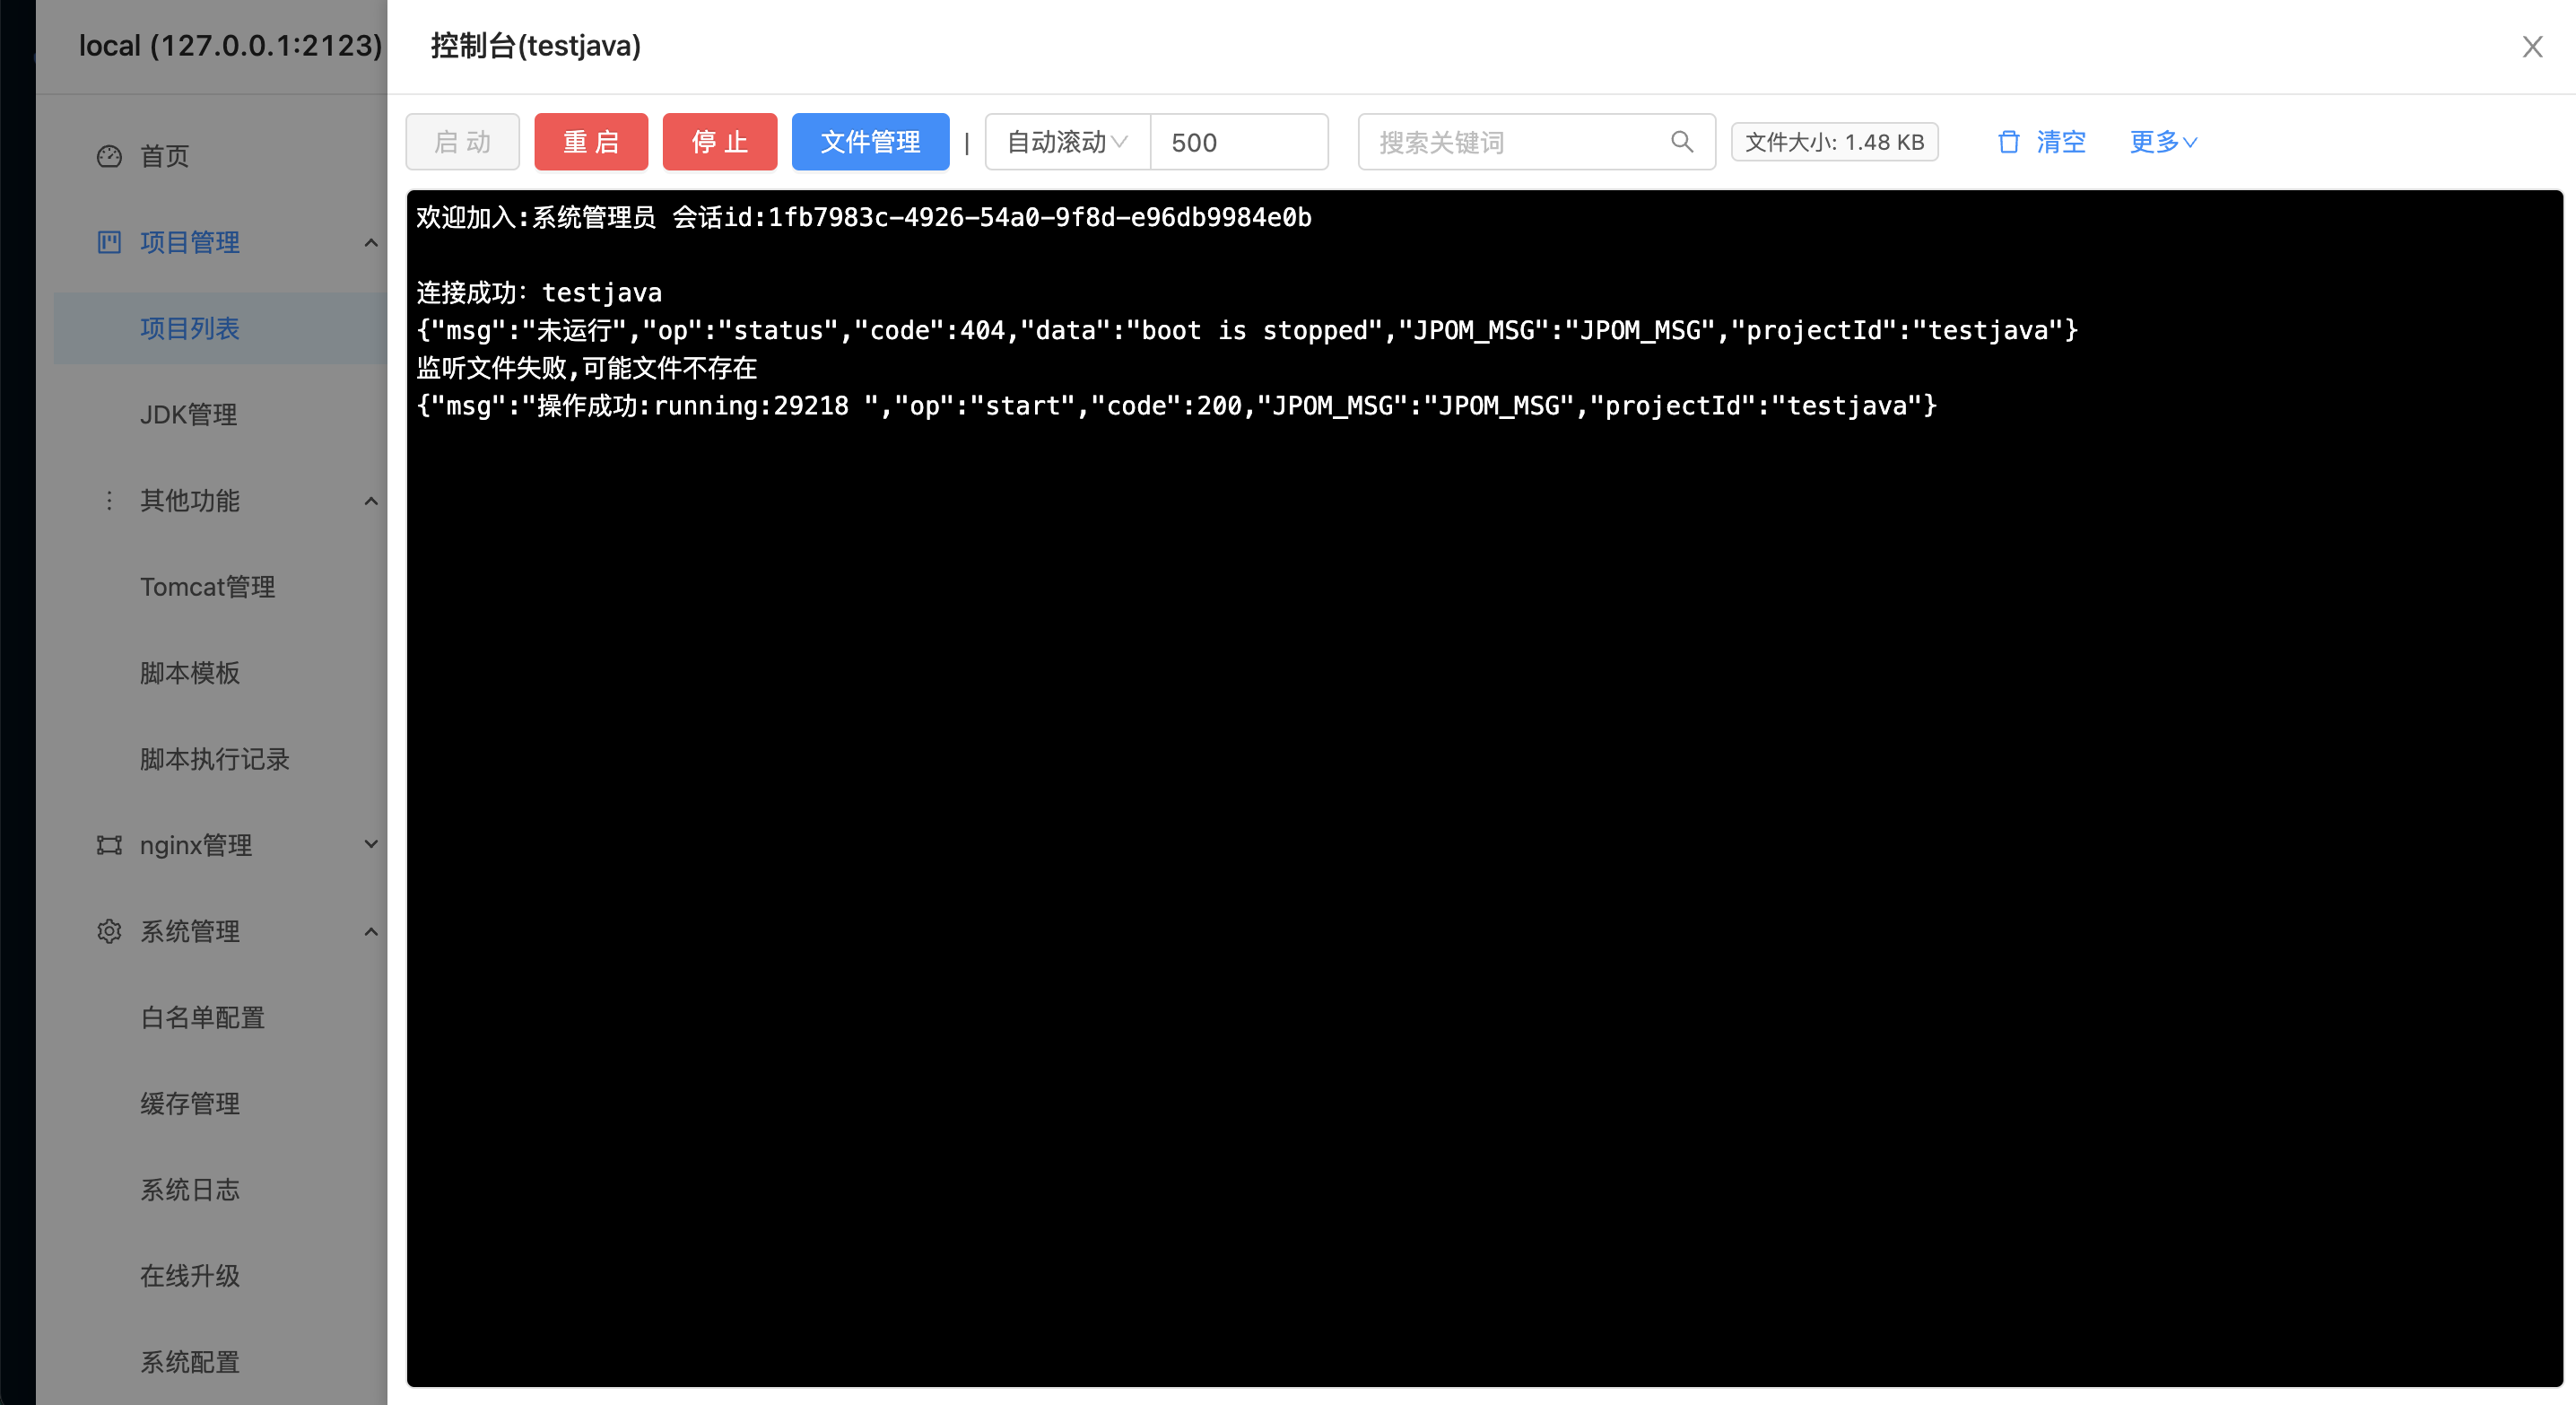 local (127.0.0.1:2123)
首页
项目管理
项目列表
JDK管理
其他功能
Tomcat管理
脚本模板
脚本执行记录
nginx管理
系统管理
白名单配置
缓存管理
系统日志
在线升级
系统配置
控制台(testjava)
启 动 重 启 停 止 文件管理 | 自动滚动 500 搜索关键词 文件大小: 1.48 KB 清空 更多
欢迎加入:系统管理员 会话id:1fb7983c-4926-54a0-9f8d-e96db9984e0b
连接成功：testjava
{"msg":"未运行","op":"status","code":404,"data":"boot is stopped","JPOM_MSG":"JPOM_MSG","projectId":"testjava"}
监听文件失败,可能文件不存在
{"msg":"操作成功:running:29218 ","op":"start","code":200,"JPOM_MSG":"JPOM_MSG","projectId":"testjava"}